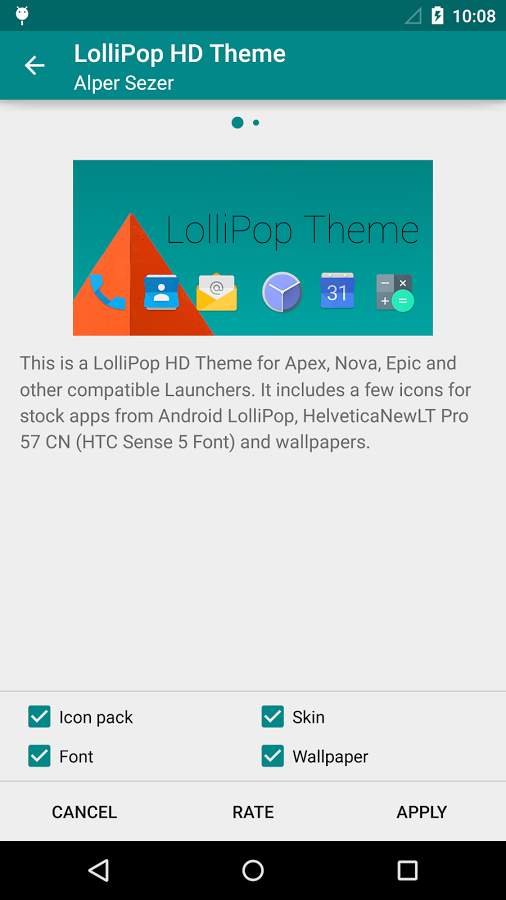 10:08
LolliPop HD Theme
Alper Sezer
LolliPop Theme
@
31
This is a LolliPop HD Theme for Apex, Nova, Epic and
other compatible Launchers. It includes a few icons for
stock apps from Android LolliPop, HelveticaNewLT Pro
57 CN (HTC Sense 5 Font) and wallpapers.
Icon pack
Skin
Font
Wallpaper
CANCEL
RATE
APPLY